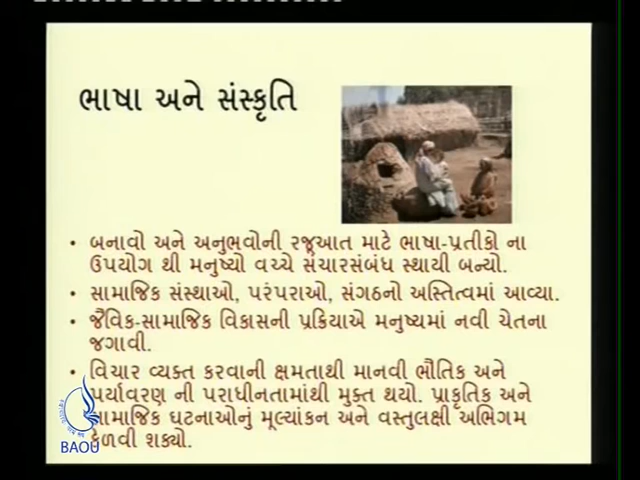 ભાષા અને સંસ્કૃતિ
• બનાવો અને અનુભવોની રજૂઆત માટે ભાષા-પ્રતીકો ના
ઉપયોગ થી મનુષ્યો વચ્ચે સંચારસંબંધ સ્થાયી બન્યો.
• સામાજિક સંસ્થાઓ, પરંપરાઓ, સંગઠનો અસ્તિત્વમાં આવ્યા.
• જૈવિક-સામાજિક વિકાસની પ્રક્રિયાએ મનુષ્યમાં નવી ચેતના
જગાવી.
• વિચાર વ્યક્ત કરવાની ક્ષમતાથી માનવી ભૌતિક અને
પર્યાવરણ ની પરાધીનતામાંથી મુક્ત થયો. પ્રાકૃતિક અને
સામાજિક ઘટનાઓનું મૂલ્યાંકન અને વસ્તુલક્ષી અભિગમ
કેળવી શક્યો.
BAOU